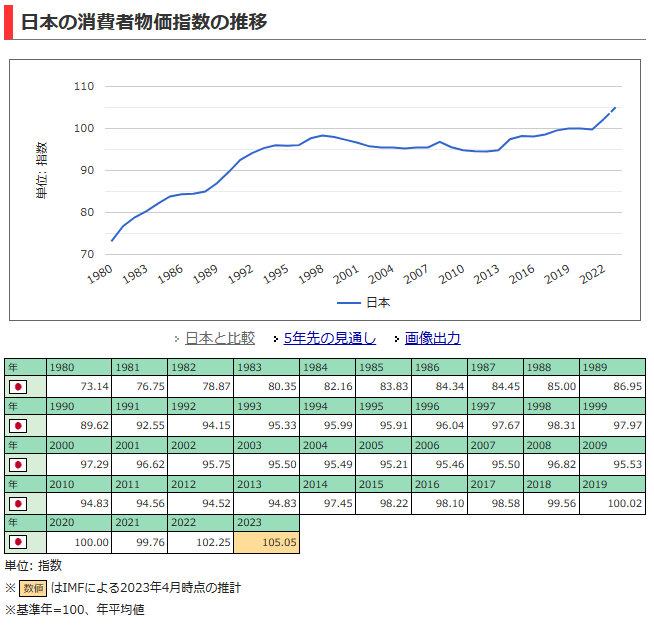 日本の消費者物価指数の推移
単位: 指数
110
100
90
80
70
1980 1983 1986 1989 1992 1995 1998 2001 2004 2007 2010 2013 2016 2019 2022
日本
日本と比較 5年先の見通し 画像出力
年 1980 1981 1982 1983 1984 1985 1986 1987 1988 1989
73.14 76.75 78.87 80.35 82.16 83.83 84.34 84.45 85.00 86.95
年 1990 1991 1992 1993 1994 1995 1996 1997 1998 1999
89.62 92.55 94.15 95.33 95.99 95.91 96.04 97.67 98.31 97.97
年 2000 2001 2002 2003 2004 2005 2006 2007 2008 2009
97.29 96.62 95.75 95.50 95.49 95.21 95.46 95.50 96.82 95.53
年 2010 2011 2012 2013 2014 2015 2016 2017 2018 2019
94.83 94.56 94.52 94.83 97.45 98.22 98.10 98.58 99.56 100.02
年 2020 2021 2022 2023
100.00 99.76 102.25 105.05
単位: 指数
※ 数値 はIMFによる2023年4月時点の推計
※基準年=100、年平均値